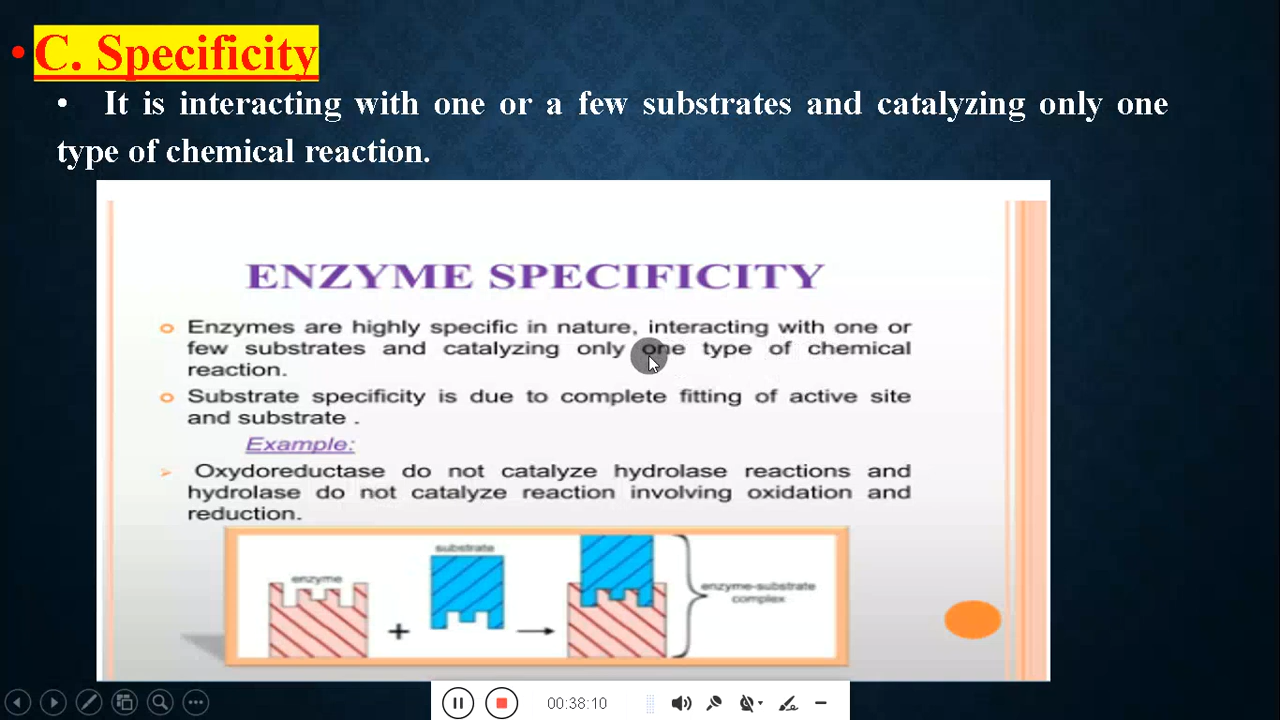 • C. Specificity
• It is interacting with one or a few substrates and catalyzing only one
type of chemical reaction.
ENZYME SPECIFICITY
Enzymes are highly specific in nature, interacting with one or
few substrates and catalyzing only one type of chemical
reaction.
Substrate specificity is due to complete fitting of active site
and substrate .
Example:
Oxydoreductase do not catalyze hydrolase reactions and
hydrolase do not catalyze reaction involving oxidation and
reduction.
substrate
enzyme
+
enzyme-substrate
complex
00:38:10